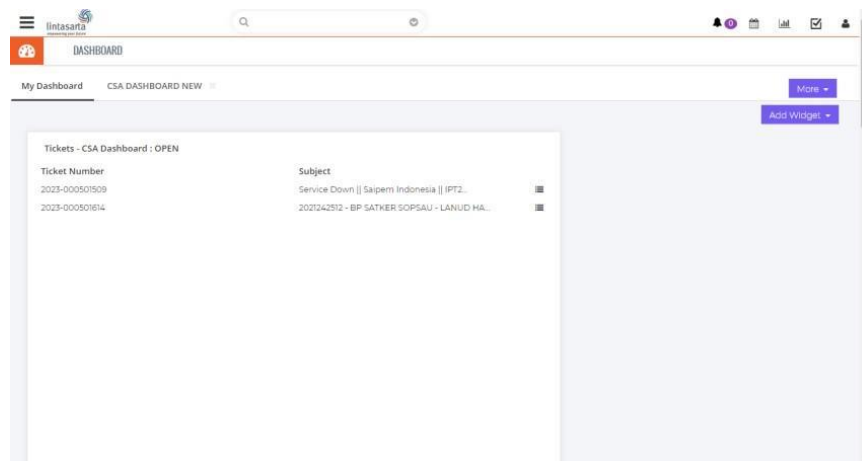 lintasarta
0
DASHBOARD
My Dashboard CSA DASHBOARD NEW
More
Add Widget
Tickets - CSA Dashboard : OPEN
Ticket Number Subject
2023-000501509 Service Down || Saipem Indonesia || IPT2...
2023-000501614 2021242512 - BP SATKER SOPSAU - LANUD HA...